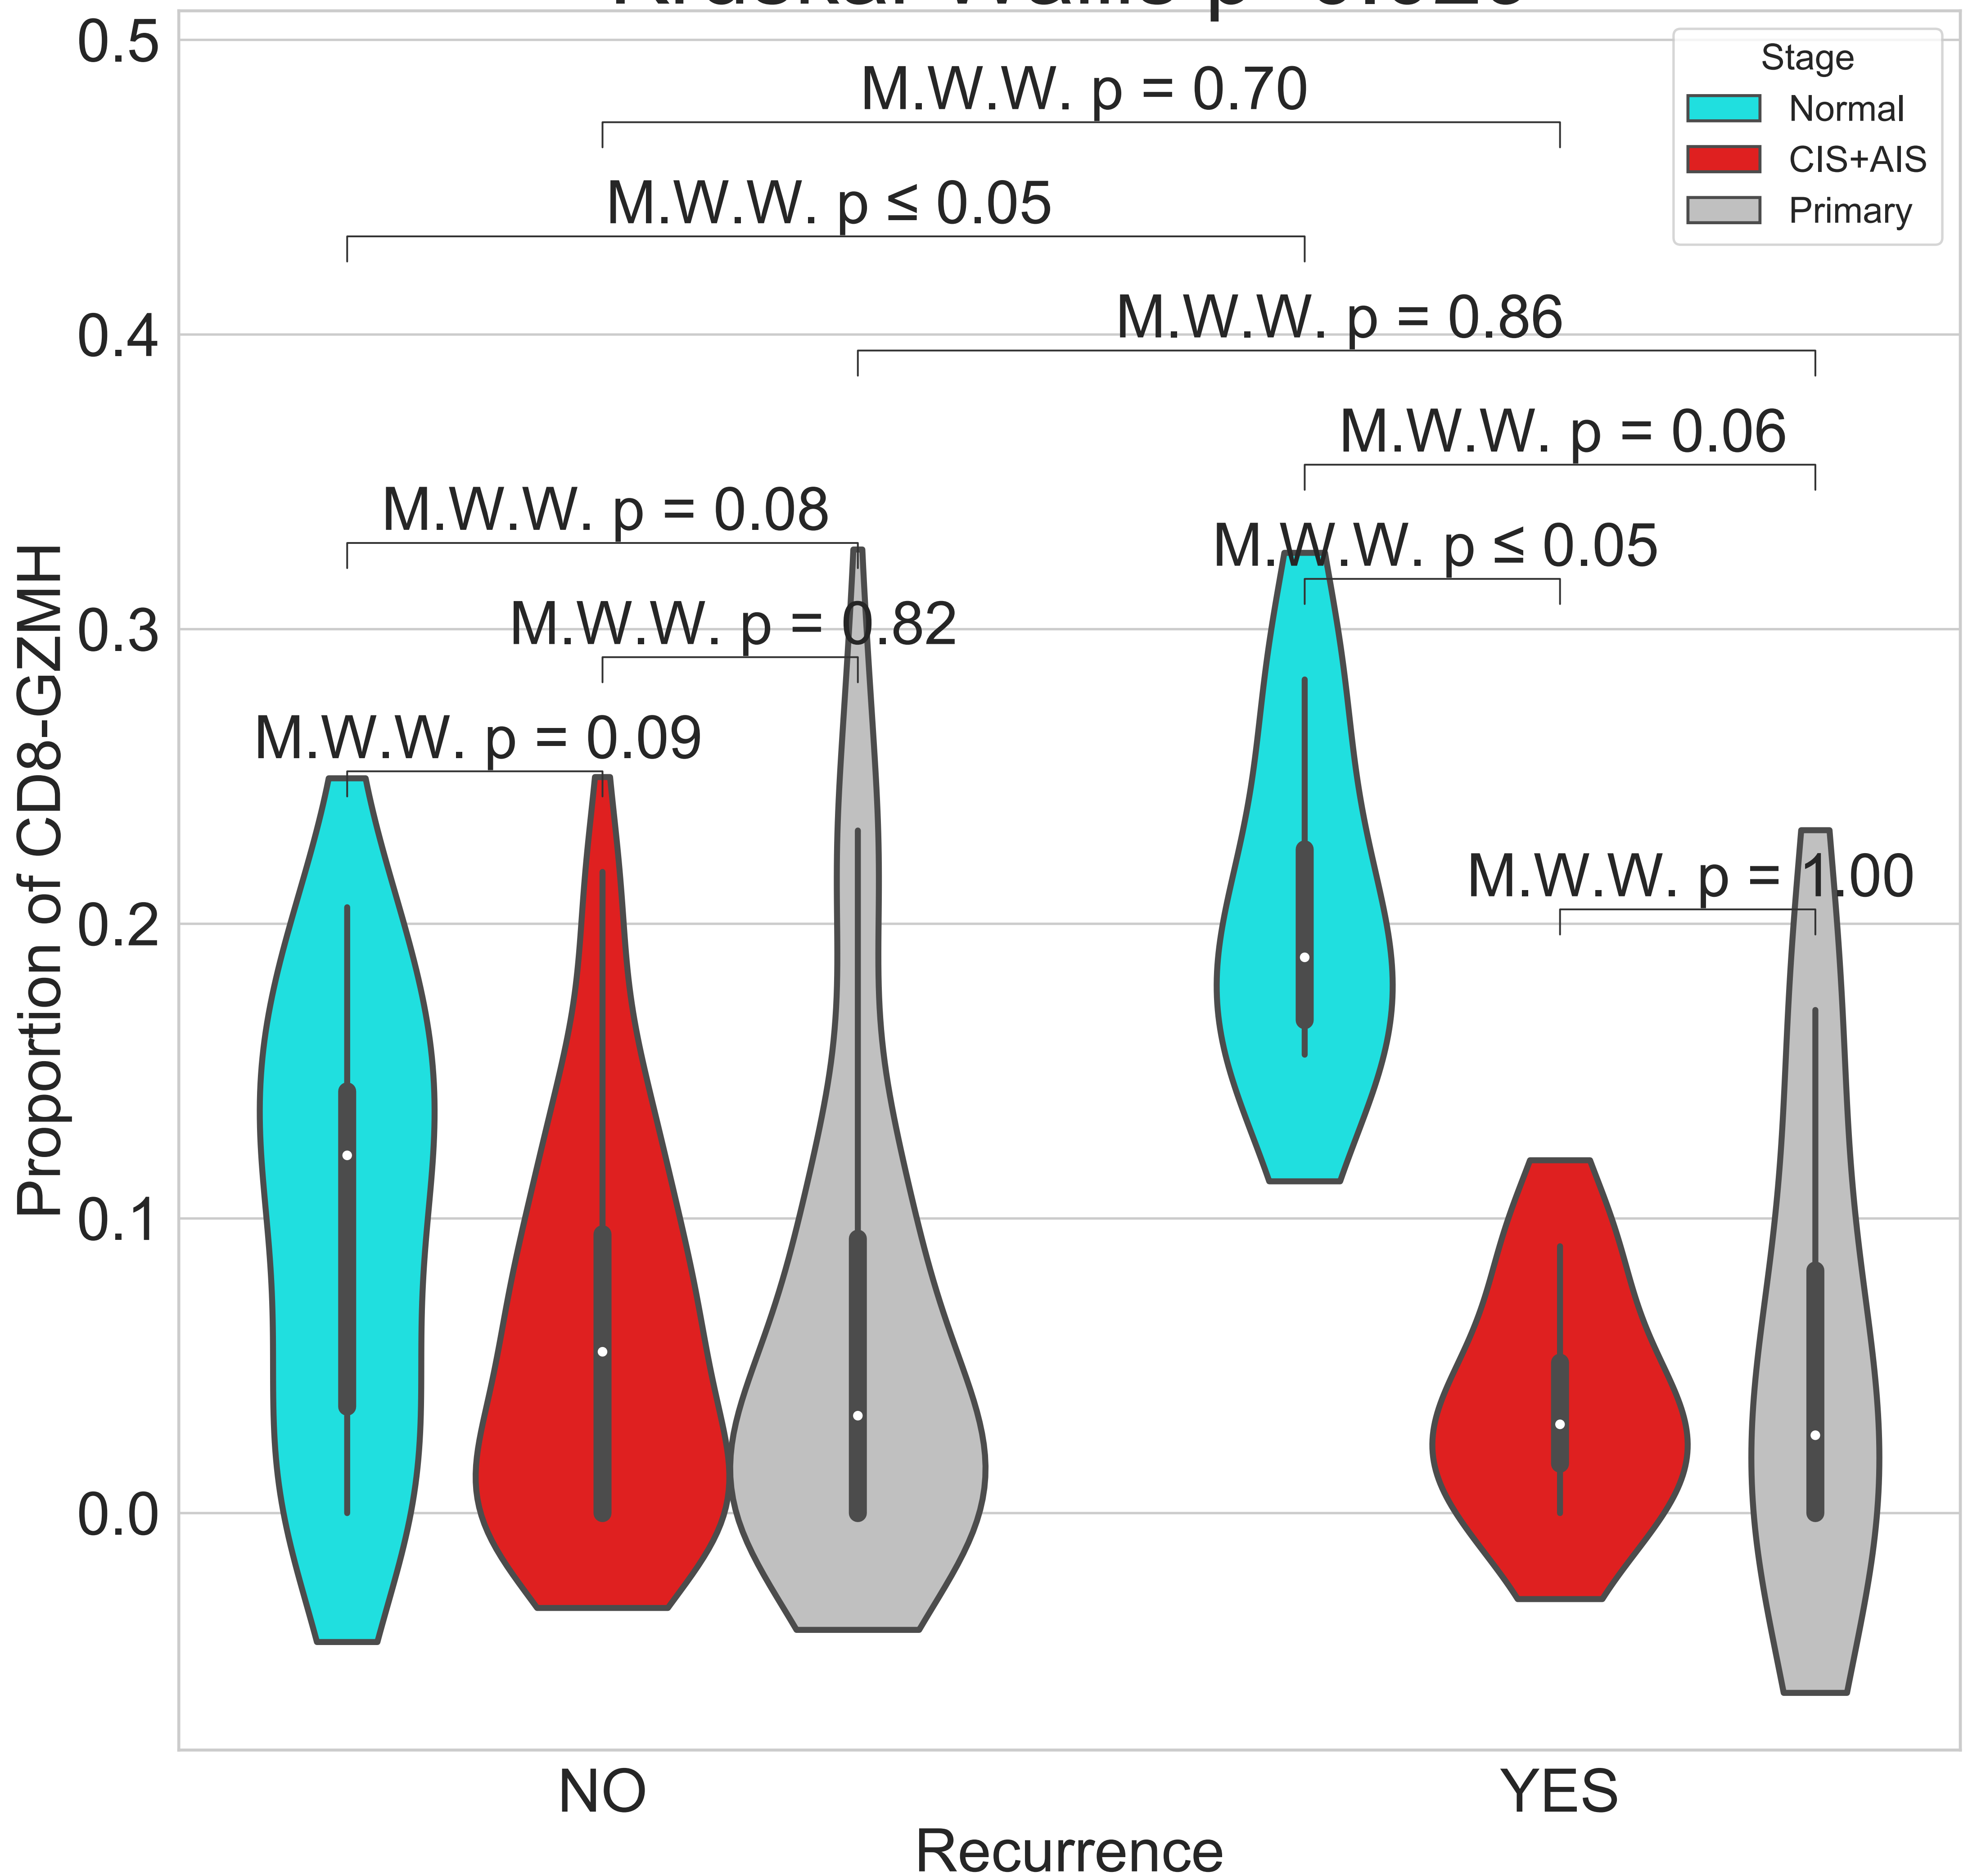 0.5
M.W.W. p = 0.70
Stage
Normal
CIS+AIS
Primary
M.W.W. p ≤ 0.05
0.4
M.W.W. p = 0.86
M.W.W. p = 0.06
M.W.W. p = 0.08
M.W.W. p ≤ 0.05
0.3
M.W.W. p = 0.82
M.W.W. p = 0.09
Proportion of CD8-GZMH
0.2
M.W.W. p = 1.00
0.1
0.0
NO
YES
Recurrence